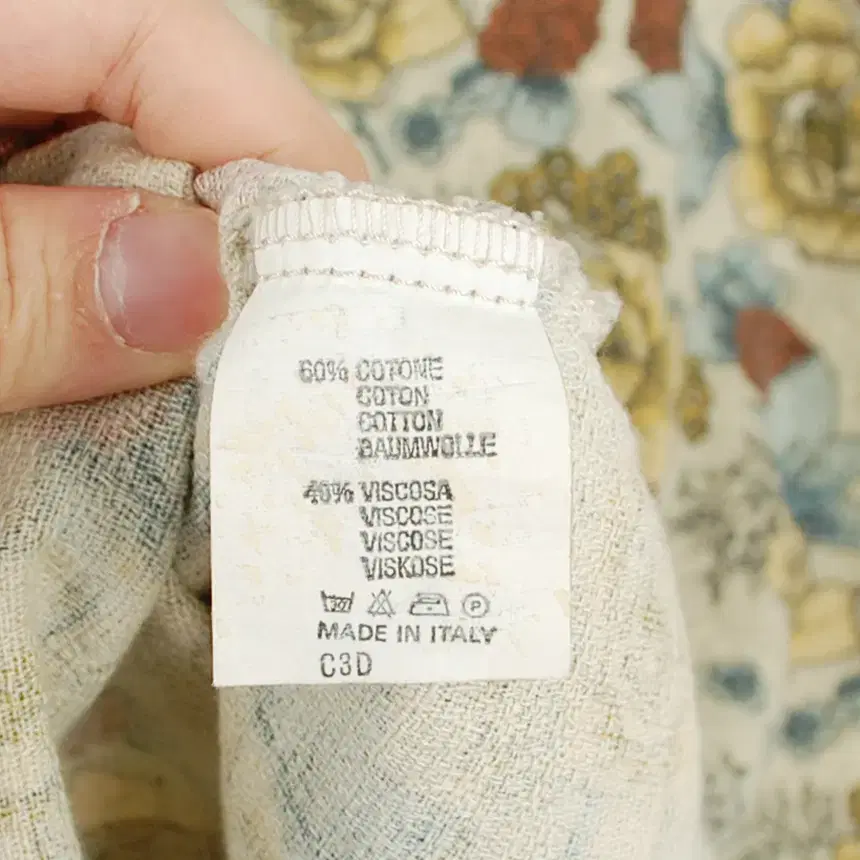 60% COTONE
COTON
COTTON
BAUMWOLLE
40% VISCOSA
VISCOSE
VISCOSE
VISKOSE
P
MADE IN ITALY
C3D